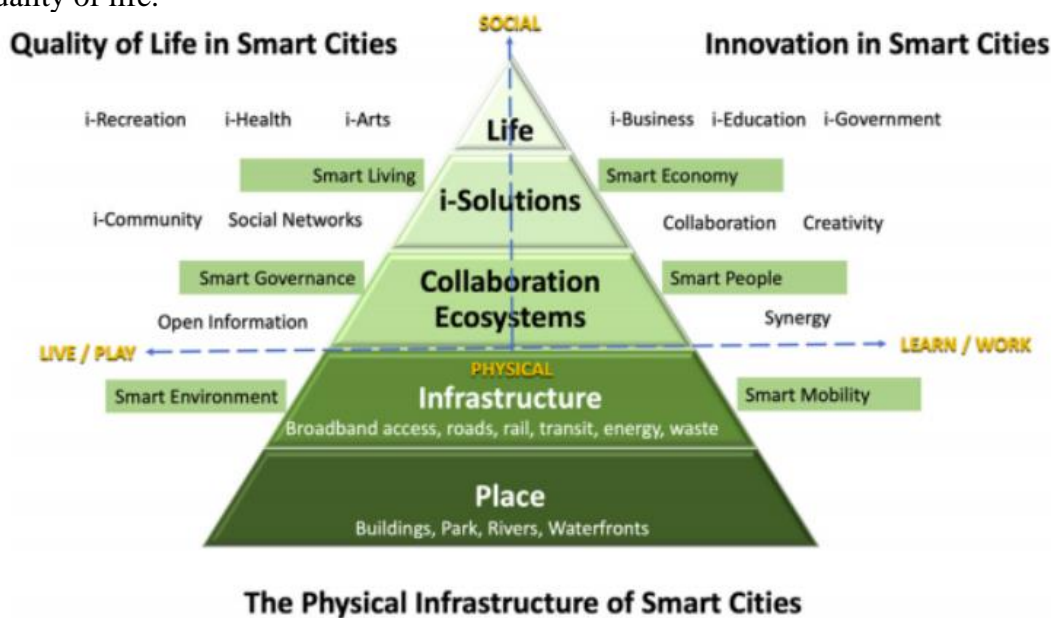 uality of life.
SOCIAL
Quality of Life in Smart Cities
Innovation in Smart Cities
i-Recreation i-Health i-Arts
Life
i-Business i-Education i-Government
Smart Living
Smart Economy
i-Solutions
i-Community Social Networks
Collaboration Creativity
Smart Governance
Collaboration
Ecosystems
Smart People
Open Information
Synergy
LIVE / PLAY
LEARN / WORK
PHYSICAL
Smart Environment
Infrastructure
Smart Mobility
Broadband access, roads, rail, transit, energy, waste
Place
Buildings, Park, Rivers, Waterfronts
The Physical Infrastructure of Smart Cities